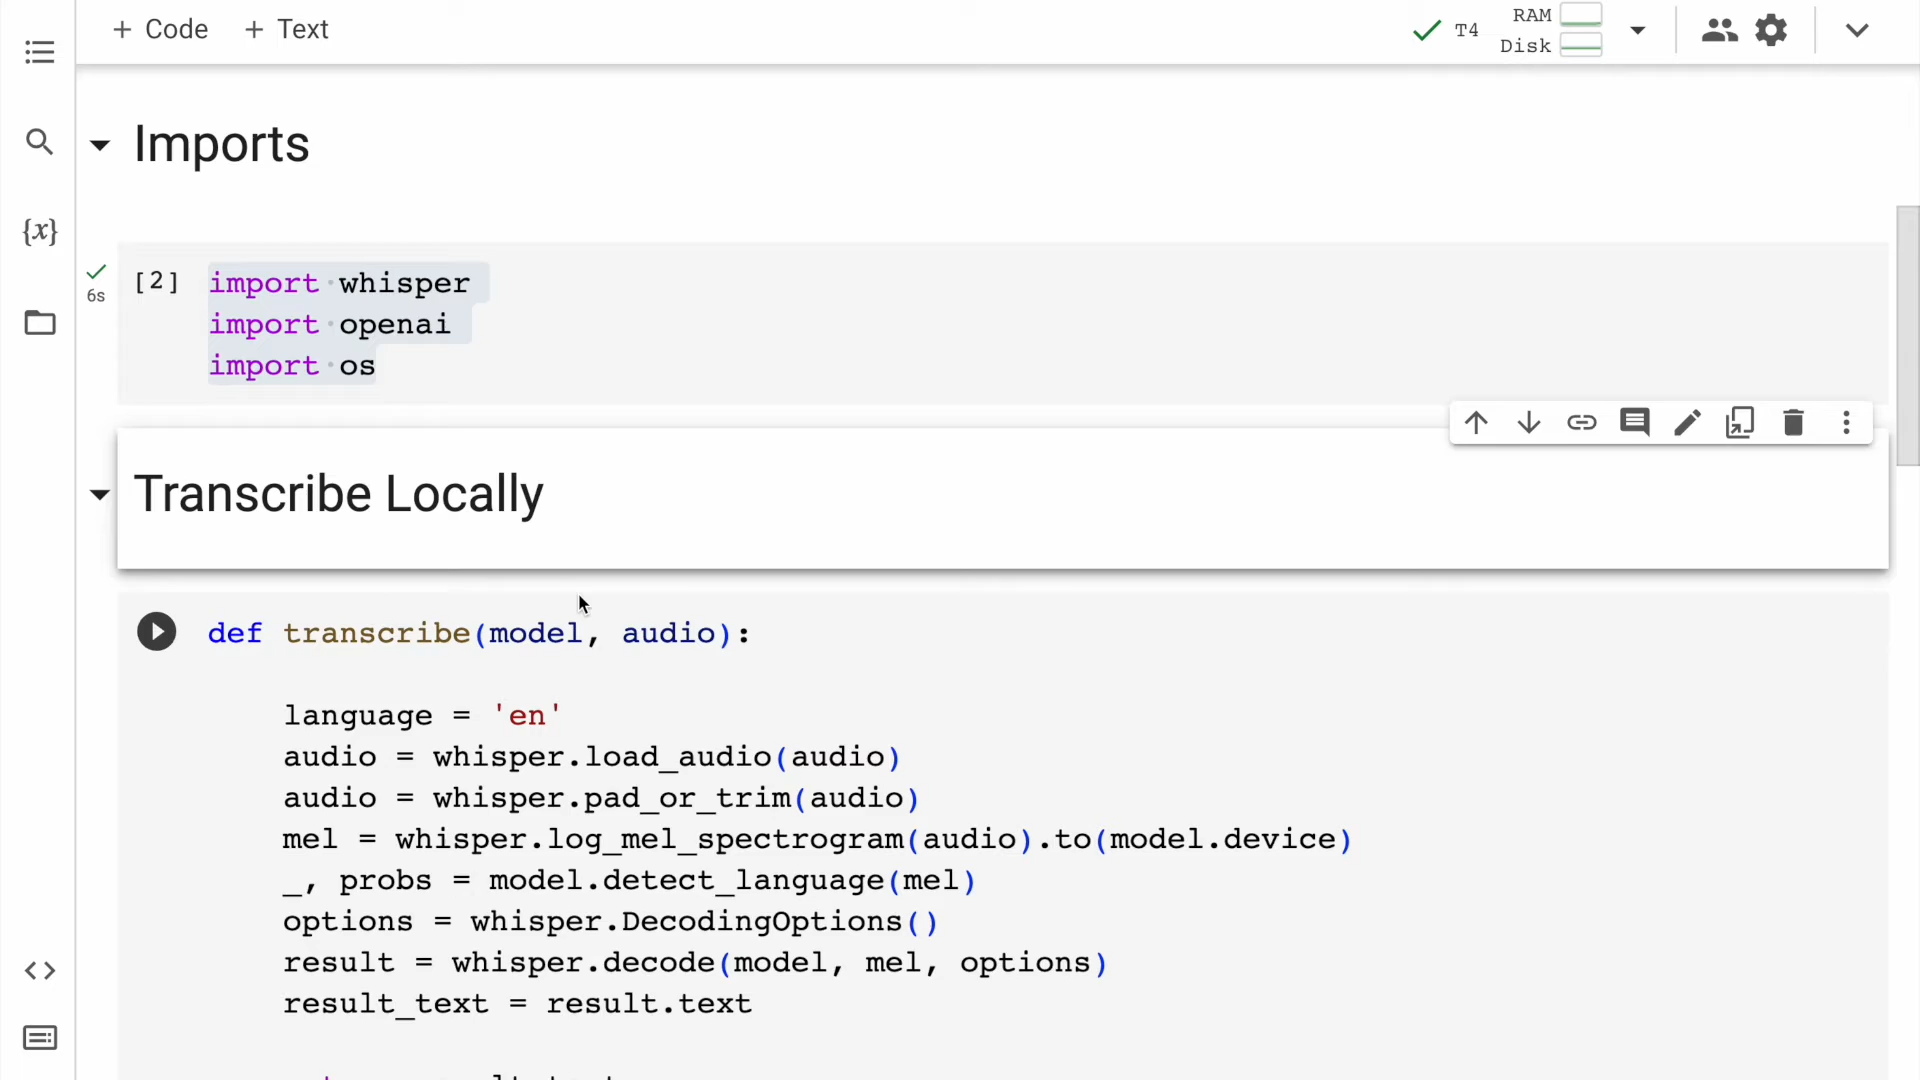 + Code + Text
T4
RAM
Disk
Imports
{x}
6s
[2]
import whisper
import openai
import os
Transcribe Locally
def transcribe(model, audio):
language = 'en'
audio = whisper.load_audio(audio)
audio = whisper.pad_or_trim(audio)
mel = whisper.log_mel_spectrogram(audio).to(model.device)
_, probs = model.detect_language(mel)
options = whisper.DecodingOptions()
result = whisper.decode(model, mel, options)
result_text = result.text